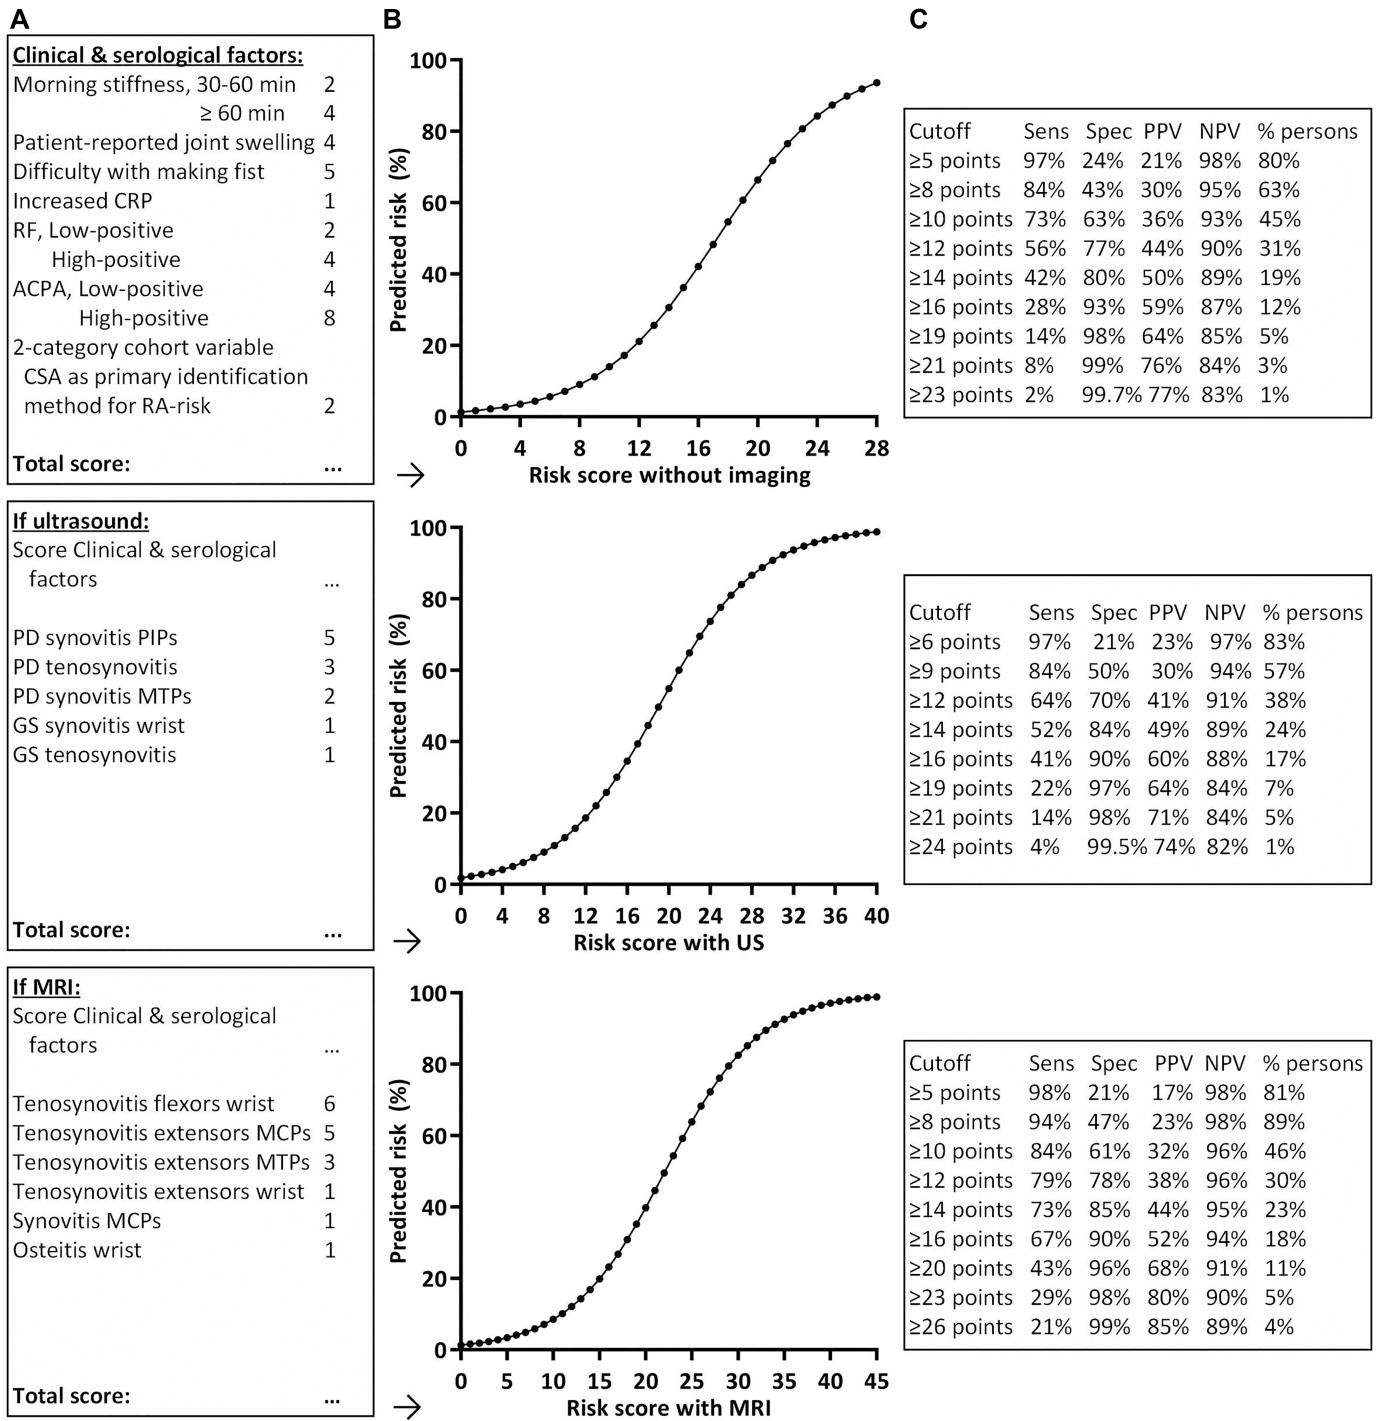 A
Clinical & serological factors:
Morning stiffness, 30-60 min 2
≥ 60 min 4
Patient-reported joint swelling 4
Difficulty with making fist 5
Increased CRP 1
RF, Low-positive 2
High-positive 4
ACPA, Low-positive 4
High-positive 8
2-category cohort variable
CSA as primary identification
method for RA-risk 2
Total score: ...
B
100
80
60
40
20
0
Predicted risk (%)
0 4 8 12 16 20 24 28
Risk score without imaging
C
Cutoff Sens Spec PPV NPV % persons
≥5 points 97% 24% 21% 98% 80%
≥8 points 84% 43% 30% 95% 63%
≥10 points 73% 63% 36% 93% 45%
≥12 points 56% 77% 44% 90% 31%
≥14 points 42% 80% 50% 89% 19%
≥16 points 28% 93% 59% 87% 12%
≥19 points 14% 98% 64% 85% 5%
≥21 points 8% 99% 76% 84% 3%
≥23 points 2% 99.7% 77% 83% 1%
If ultrasound:
Score Clinical & serological
factors ...
PD synovitis PIPs 5
PD tenosynovitis 3
PD synovitis MTPs 2
GS synovitis wrist 1
GS tenosynovitis 1
Total score: ...
100
80
60
40
20
0
Predicted risk (%)
0 4 8 12 16 20 24 28 32 36 40
Risk score with US
Cutoff Sens Spec PPV NPV % persons
≥6 points 97% 21% 23% 97% 83%
≥9 points 84% 50% 30% 94% 57%
≥12 points 64% 70% 41% 91% 38%
≥14 points 52% 84% 49% 89% 24%
≥16 points 41% 90% 60% 88% 17%
≥19 points 22% 97% 64% 84% 7%
≥21 points 14% 98% 71% 84% 5%
≥24 points 4% 99.5% 74% 82% 1%
If MRI:
Score Clinical & serological
factors ...
Tenosynovitis flexors wrist 6
Tenosynovitis extensors MCPs 5
Tenosynovitis extensors MTPs 3
Tenosynovitis extensors wrist 1
Synovitis MCPs 1
Osteitis wrist 1
Total score: ...
100
80
60
40
20
0
Predicted risk (%)
0 5 10 15 20 25 30 35 40 45
Risk score with MRI
Cutoff Sens Spec PPV NPV % persons
≥5 points 98% 21% 17% 98% 81%
≥8 points 94% 47% 23% 98% 89%
≥10 points 84% 61% 32% 96% 46%
≥12 points 79% 78% 38% 96% 30%
≥14 points 73% 85% 44% 95% 23%
≥16 points 67% 90% 52% 94% 18%
≥20 points 43% 96% 68% 91% 11%
≥23 points 29% 98% 80% 90% 5%
≥26 points 21% 99% 85% 89% 4%